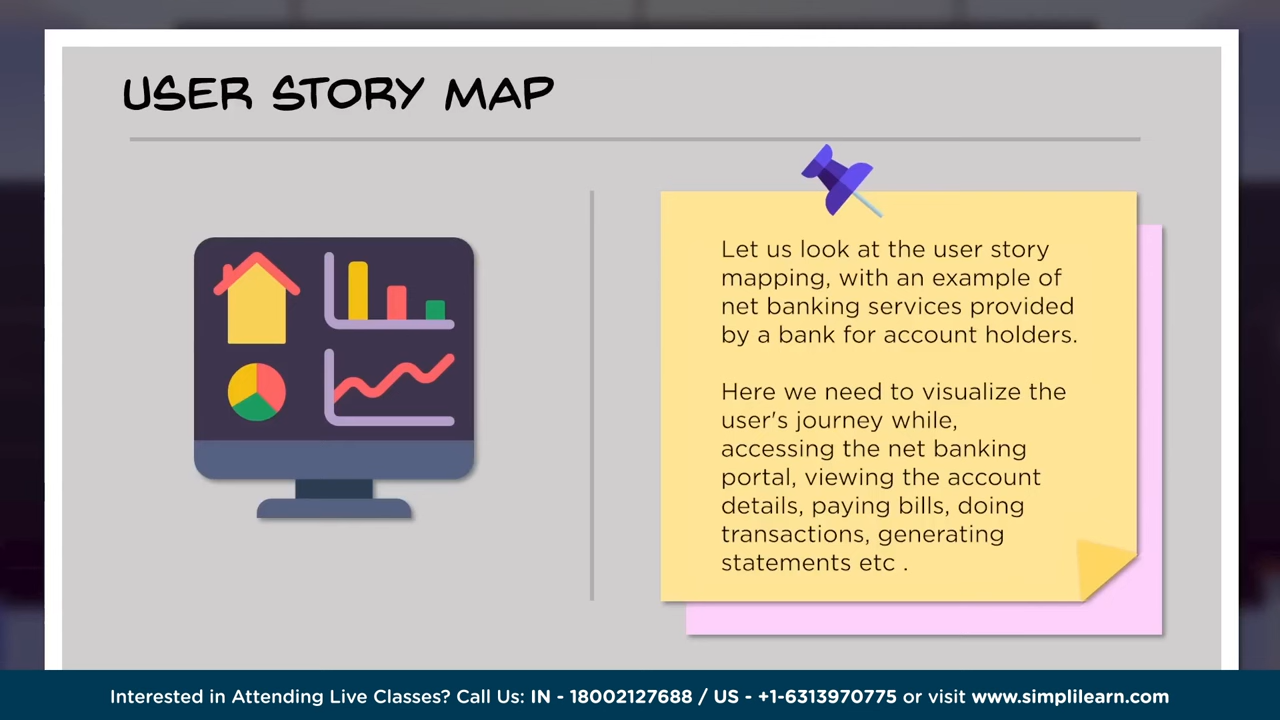 USER STORY MAP
Let us look at the user story
mapping, with an example of
net banking services provided
by a bank for account holders.
Here we need to visualize the
user's journey while,
accessing the net banking
portal, viewing the account
details, paying bills, doing
transactions, generating
statements etc .
Interested in Attending Live Classes? Call Us: IN - 18002127688 / US - +1-6313970775 or visit www.simplilearn.com